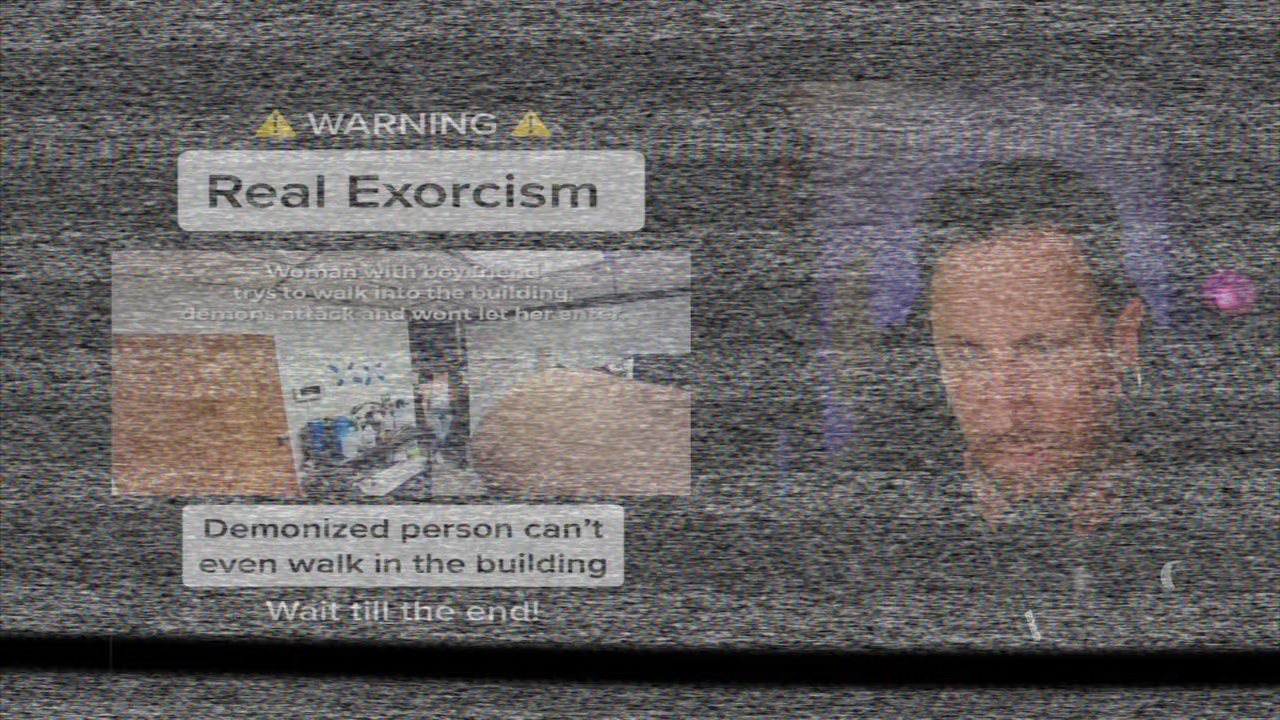 ⚠️ WARNING ⚠️
Real Exorcism
Woman with boyfriend
trys to walk into the building
demons attack and wont let her enter.
Demonized person can't
even walk in the building
Wait till the end!